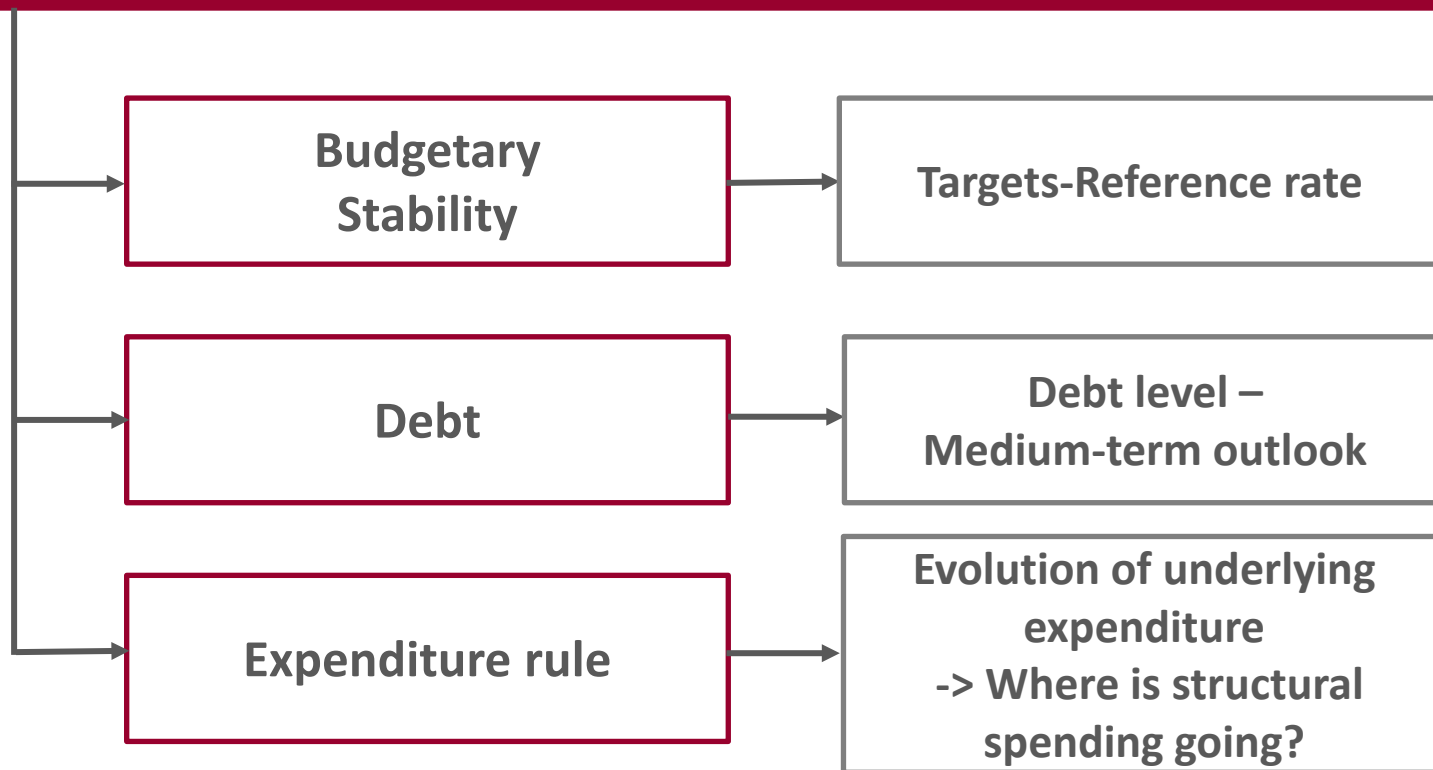 Budgetary
Stability
Targets-Reference rate
Debt
Debt level –
Medium-term outlook
Expenditure rule
Evolution of underlying
expenditure
-> Where is structural
spending going?